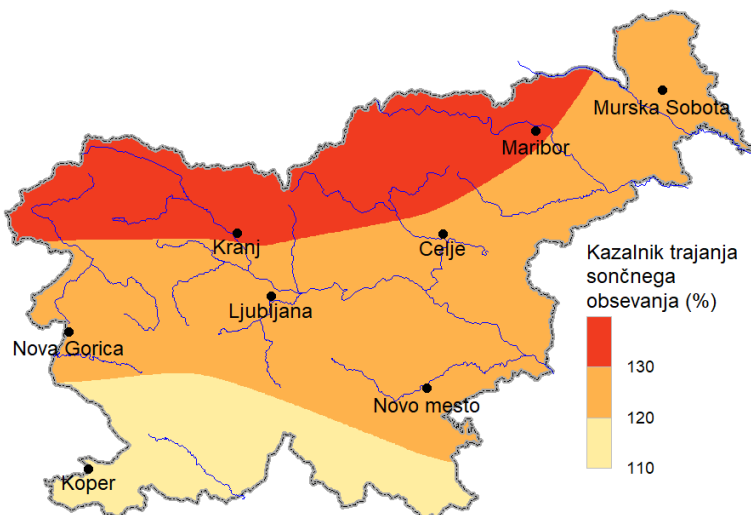 Murska Sobota
Maribor
Kranj
Celje
Kazalnik trajanja
sončnega
obsevanja (%)
Ljubljana
Nova Gorica
130
Novo mesto
120
110
Koper